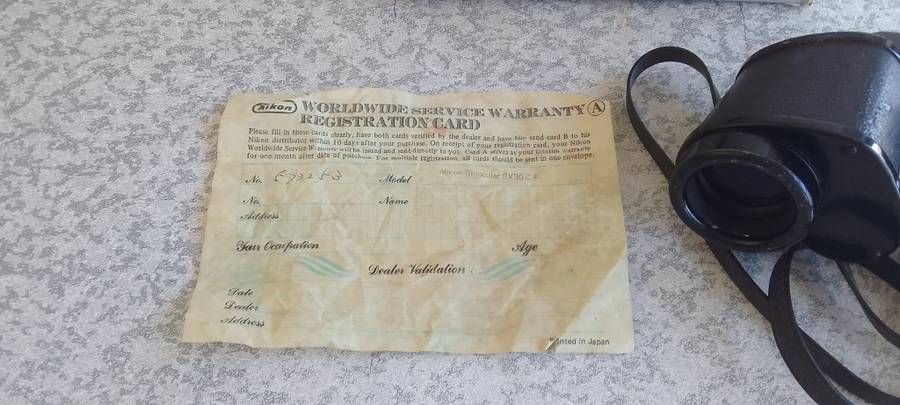 Nikon WORLDWIDE SERVICE WARRANTY A
REGISTRATION CARD
Please fill in these cards clearly, have both cards verified by the dealer and have him send card B to his
Nikon distributor within 10 days after your purchase. On receipt of your registration card, your Nikon
Worldwide Service Warrante will be issued and sent directly to you. Card A serves as your interim warranty
for one month after date of purchase. For multiple registration, all cards should be sent in one envelope.
No. Model Nikon Binocular 8X30 C.F
No. Name
Address
Your Occupation Age
Dealer Validation
Date
Dealer
Address
Printed in Japan